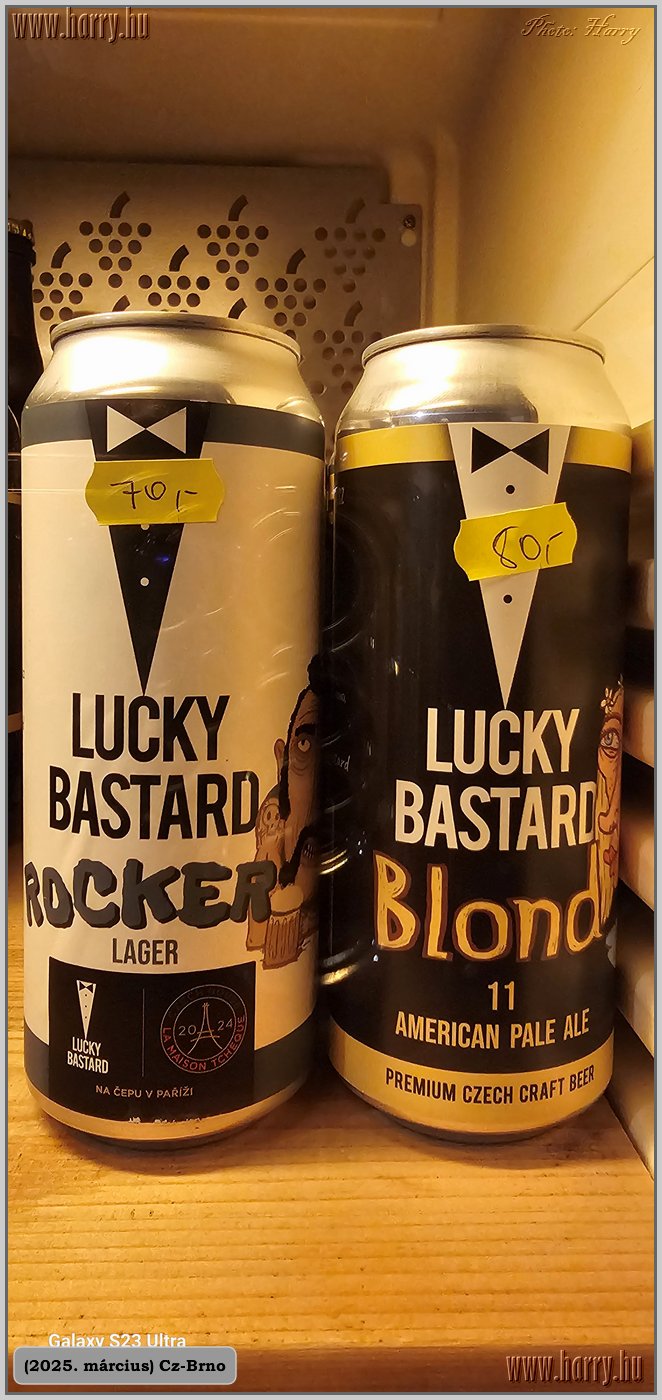 www.harry.hu
Photo: Harry
70,-
LUCKY
BASTARD
ROCKER
LAGER
LUCKY
BASTARD
20 24
LA MAISON TCHÈQUE
NA ČEPU V PAŘÍŽI
80,-
LUCKY
BASTARD
Blond
11
AMERICAN PALE ALE
PREMIUM CZECH CRAFT BEER
Galaxy S23 Ultra
(2025. március) Cz-Brno
www.harry.hu